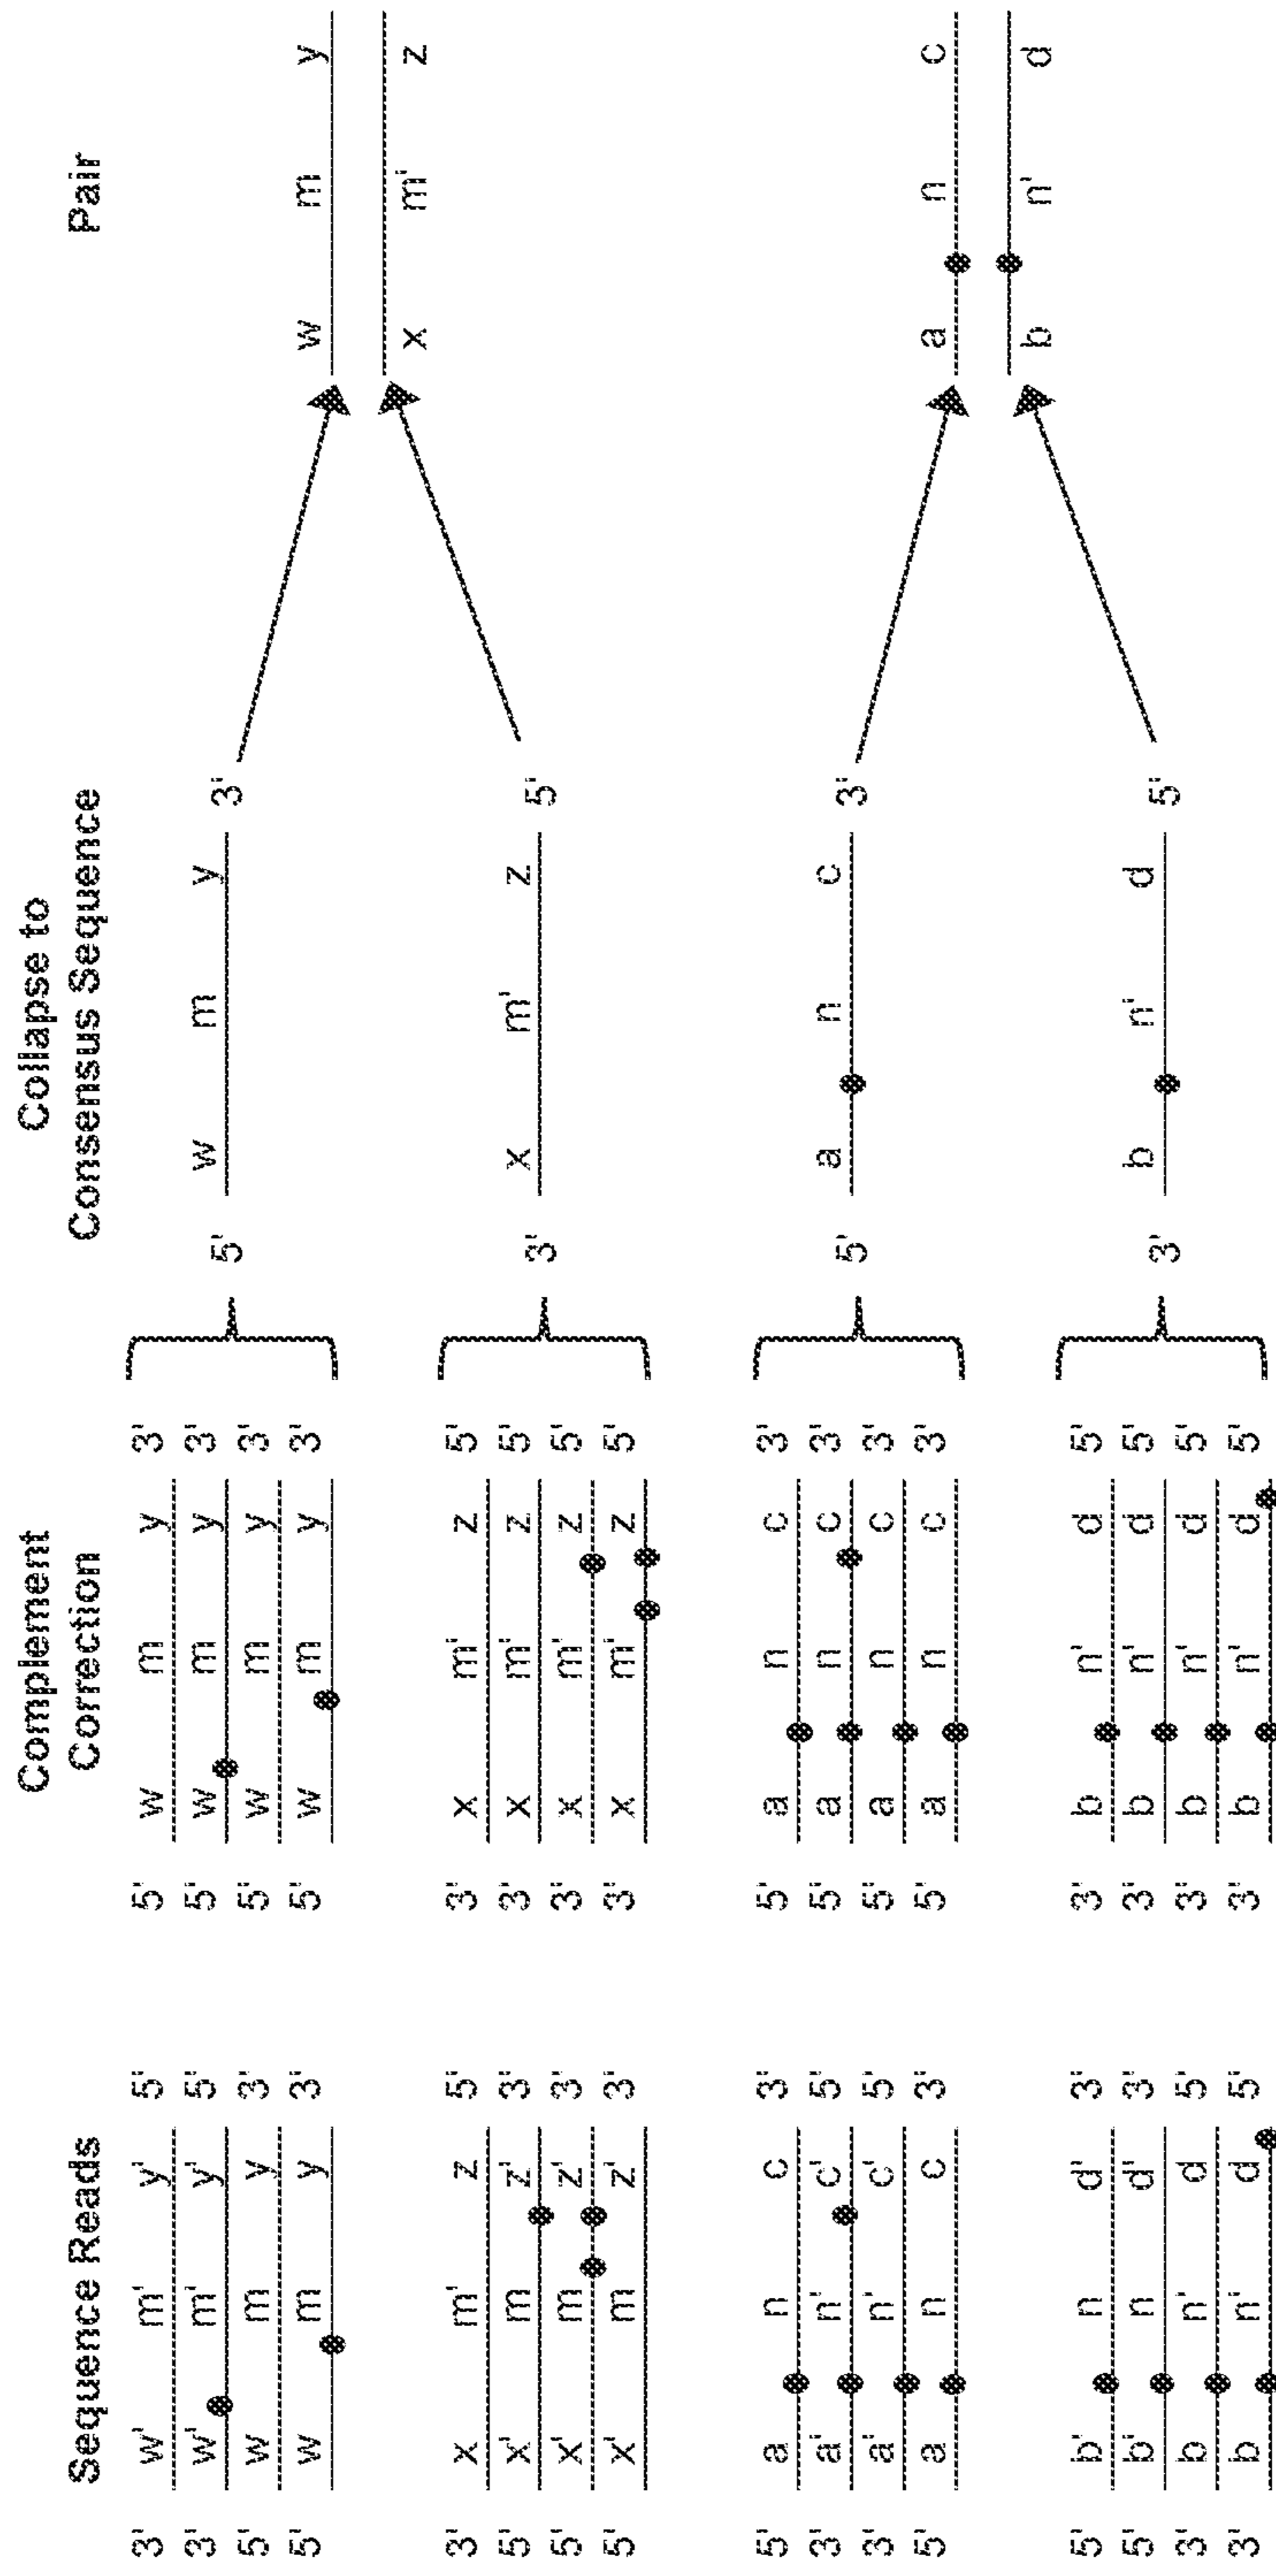 Sequence Reads
3' w' m' y' 5'
3' w' m' y' 5'
5' w m y 3'
5' w m y 3'
3' x m' z 5'
5' x' m z' 3'
5' x' m z' 3'
5' x' m z' 3'
5' a n c 3'
3' a' n' c' 5'
3' a' n' c' 5'
5' a n c 3'
5' b' n d' 3'
5' b' n d' 3'
3' b n' d 5'
3' b n' d 5'
Complement
Correction
5' w m y 3'
5' w m y 3'
5' w m y 3'
5' w m y 3'
3' x m' z 5'
3' x m' z 5'
3' x m' z 5'
3' x m' z 5'
5' a n c 3'
5' a n c 3'
5' a n c 3'
5' a n c 3'
3' b n' d 5'
3' b n' d 5'
3' b n' d 5'
3' b n' d 5'
Collapse to
Consensus Sequence
5' w m y 3'
3' x m' z 5'
5' a n c 3'
3' b n' d 5'
Pair
w m y
x m' z
a n c
b n' d